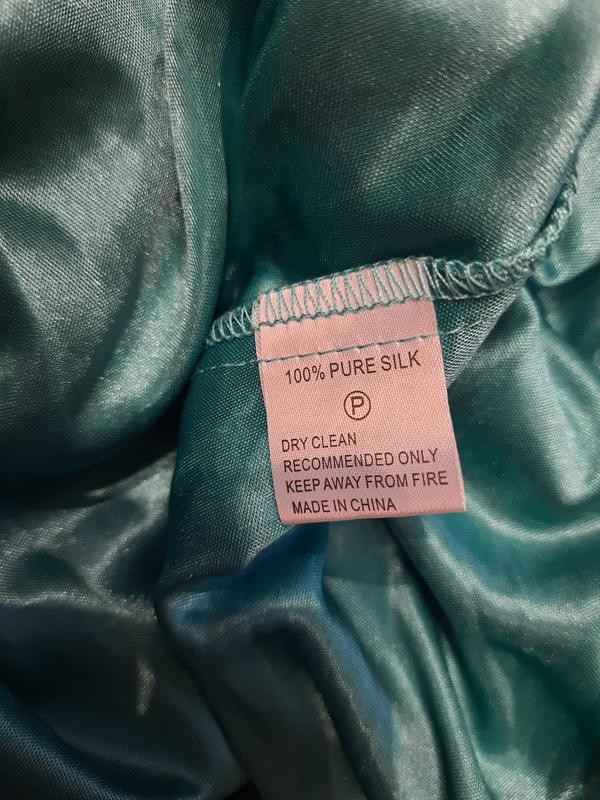 100% PURE SILK
P
DRY CLEAN
RECOMMENDED ONLY
KEEP AWAY FROM FIRE
MADE IN CHINA